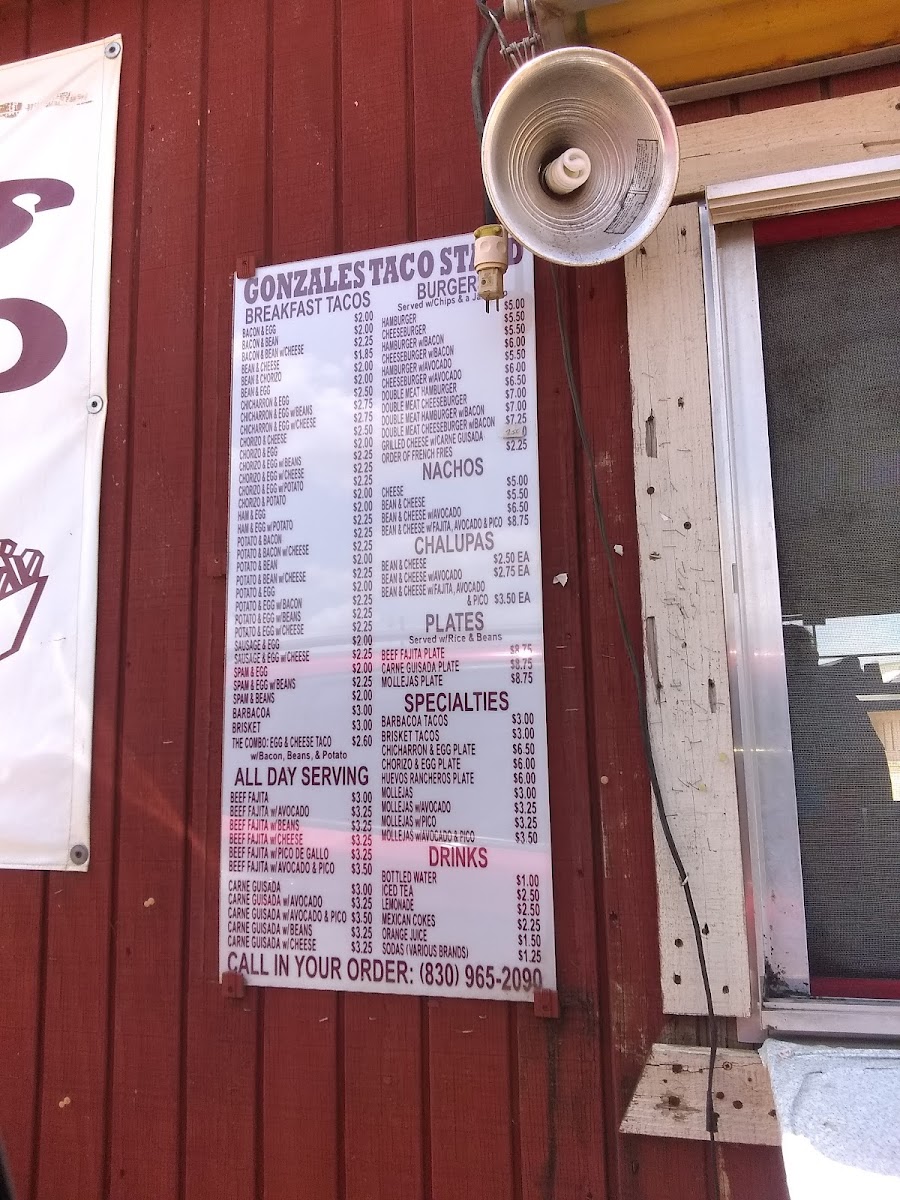 GONZALES TACO
BREAKFAST TACOS
BACON & EGG $2.00
BACON & BEAN $2.00
BACON & BEAN w/CHEESE $2.25
BEAN & CHEESE $1.85
BEAN & CHORIZO $2.00
BEAN & EGG $2.00
CHICHARRON & EGG $2.50
CHICHARRON & EGG w/BEANS $2.75
CHICHARRON & EGG w/CHEESE $2.75
CHORIZO & CHEESE $2.50
CHORIZO & EGG $2.00
CHORIZO & EGG w/BEANS $2.25
CHORIZO & EGG w/CHEESE $2.25
CHORIZO & EGG w/POTATO $2.25
CHORIZO & POTATO $2.00
HAM & EGG $2.00
HAM & EGG w/POTATO $2.25
POTATO & BACON $2.25
POTATO & BACON w/CHEESE $2.25
POTATO & BEAN $2.00
POTATO & BEAN w/CHEESE $2.25
POTATO & EGG $2.00
POTATO & EGG w/BACON $2.25
POTATO & EGG w/BEANS $2.25
POTATO & EGG w/CHEESE $2.25
SAUSAGE & EGG $2.00
SAUSAGE & EGG w/CHEESE $2.25
SPAM & EGG $2.00
SPAM & EGG w/BEANS $2.25
SPAM & BEANS $2.00
BARBACOA $3.00
BRISKET $3.00
THE COMBO: EGG & CHEESE TACO $2.60
w/Bacon, Beans, & Potato
ALL DAY SERVING
BEEF FAJITA $3.00
BEEF FAJITA w/AVOCADO $3.25
BEEF FAJITA w/BEANS $3.25
BEEF FAJITA w/CHEESE $3.25
BEEF FAJITA w/PICO DE GALLO $3.25
BEEF FAJITA w/AVOCADO & PICO $3.50
CARNE GUISADA $3.00
CARNE GUISADA w/AVOCADO $3.25
CARNE GUISADA w/AVOCADO & PICO $3.50
CARNE GUISADA w/BEANS $3.25
CARNE GUISADA w/CHEESE $3.25
BURGER
Served w/Chips & a
HAMBURGER $5.00
CHEESEBURGER $5.50
HAMBURGER w/BACON $5.50
CHEESEBURGER w/BACON $6.00
HAMBURGER w/AVOCADO $5.50
CHEESEBURGER w/AVOCADO $6.00
DOUBLE MEAT HAMBURGER $6.50
DOUBLE MEAT CHEESEBURGER $7.00
DOUBLE MEAT HAMBURGER w/BACON $7.00
DOUBLE MEAT CHEESEBURGER w/BACON $7.25
GRILLED CHEESE w/CARNE GUISADA
ORDER OF FRENCH FRIES $2.25
NACHOS
CHEESE $5.00
BEAN & CHEESE $5.50
BEAN & CHEESE w/AVOCADO $6.50
BEAN & CHEESE w/FAJITA, AVOCADO & PICO $8.75
CHALUPAS
BEAN & CHEESE $2.50 EA
BEAN & CHEESE w/AVOCADO $2.75 EA
BEAN & CHEESE w/FAJITA, AVOCADO
& PICO $3.50 EA
PLATES
Served w/Rice & Beans
BEEF FAJITA PLATE $8.75
CARNE GUISADA PLATE $8.75
MOLLEJAS PLATE $8.75
SPECIALTIES
BARBACOA TACOS $3.00
BRISKET TACOS $3.00
CHICHARRON & EGG PLATE $6.50
CHORIZO & EGG PLATE $6.00
HUEVOS RANCHEROS PLATE $6.00
MOLLEJAS $3.00
MOLLEJAS w/AVOCADO $3.25
MOLLEJAS w/PICO $3.25
MOLLEJAS w/AVOCADO & PICO $3.50
DRINKS
BOTTLED WATER $1.00
ICED TEA $2.50
LEMONADE $2.50
MEXICAN COKES $2.25
ORANGE JUICE $1.50
SODAS (VARIOUS BRANDS) $1.25
CALL IN YOUR ORDER: (830) 965-2090